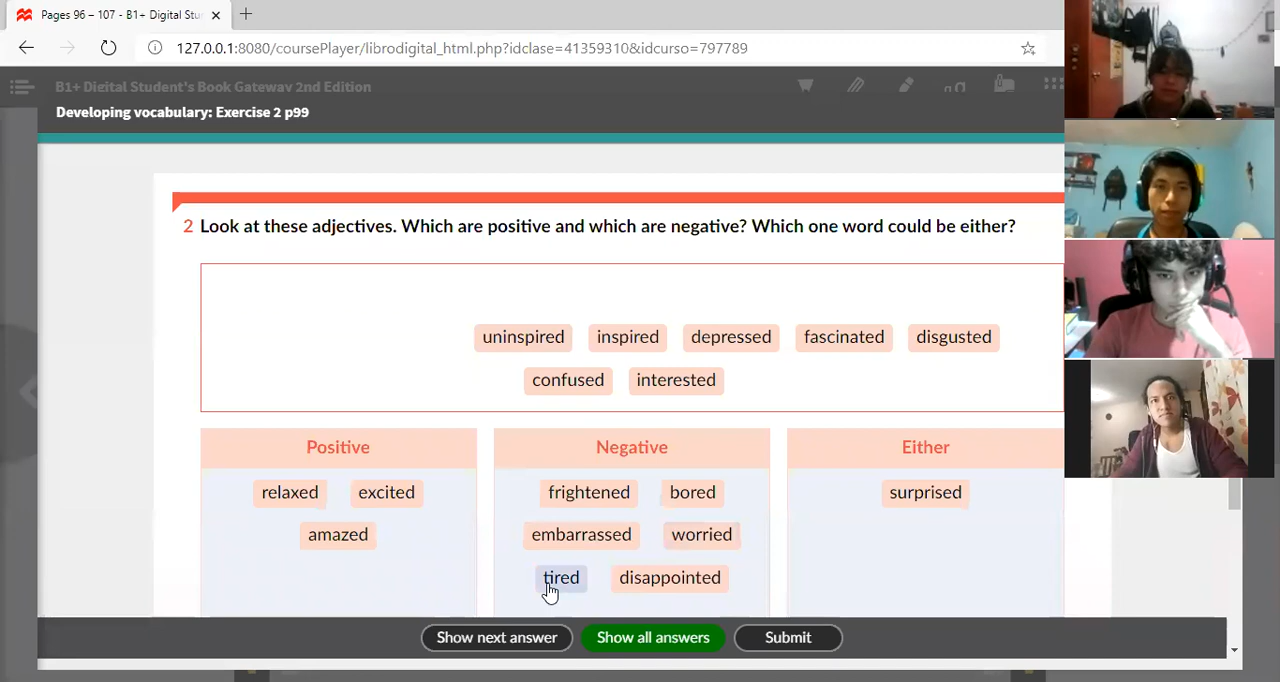 Pages 96 – 107 - B1+ Digital Stu
127.0.0.1:8080/coursePlayer/librodigital_html.php?idclase=41359310&idcurso=797789
B1+ Digital Student's Book Gateway 2nd Edition
Developing vocabulary: Exercise 2 p99
2 Look at these adjectives. Which are positive and which are negative? Which one word could be either?
uninspired inspired depressed fascinated disgusted
confused interested
Positive Negative Either
relaxed excited frightened bored surprised
amazed embarrassed worried
tired disappointed
Show next answer Show all answers Submit